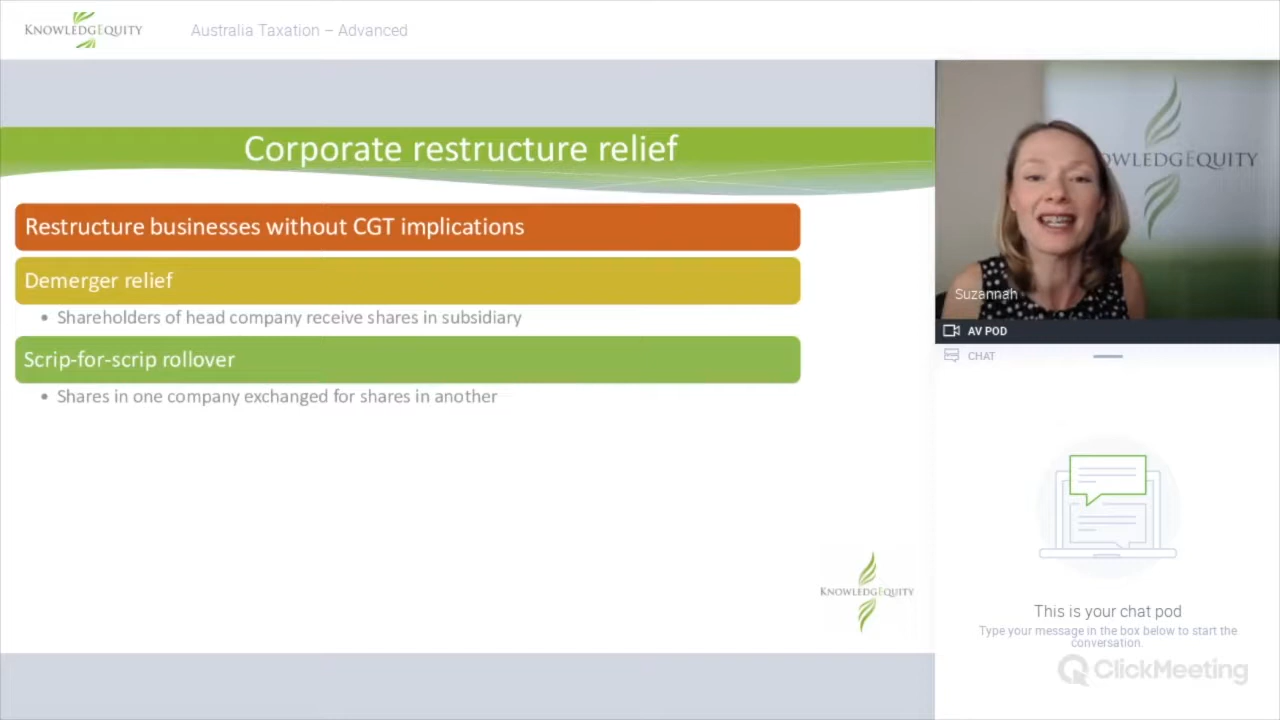 KNOWLEDGEQUITY
Australia Taxation – Advanced
Corporate restructure relief
Restructure businesses without CGT implications
Demerger relief
• Shareholders of head company receive shares in subsidiary
Scrip-for-scrip rollover
• Shares in one company exchanged for shares in another
KNOWLEDGEQUITY
OWLEDGEQUITY
Suzannah
AV POD
CHAT
This is your chat pod
Type your message in the box below to start the
conversation.
ClickMeeting